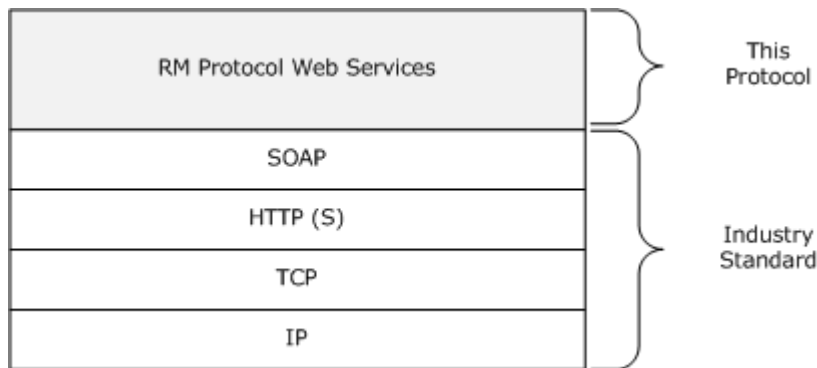 RM Protocol Web Services
This
Protocol
SOAP
HTTP (S)
TCP
IP
Industry
Standard